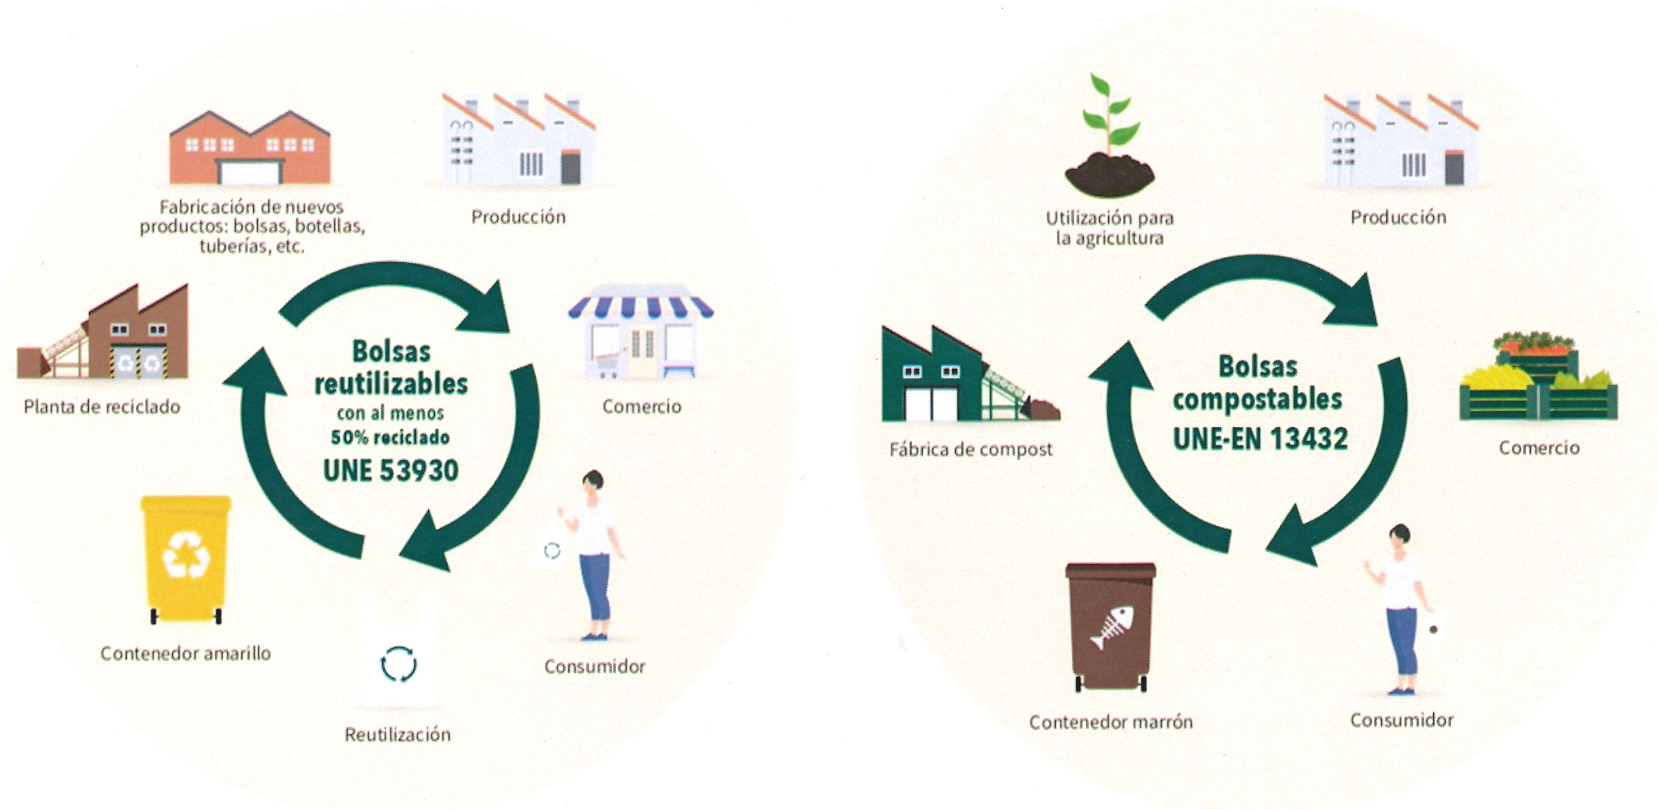 Fabricación de nuevos
productos: bolsas, botellas,
tuberías, etc.
Producción
Comercio
Consumidor
Reutilización
Contenedor amarillo
Planta de reciclado
Bolsas
reutilizables
con al menos
50% reciclado
UNE 53930
Utilización para
la agricultura
Producción
Comercio
Consumidor
Contenedor marrón
Fábrica de compost
Bolsas
compostables
UNE-EN 13432